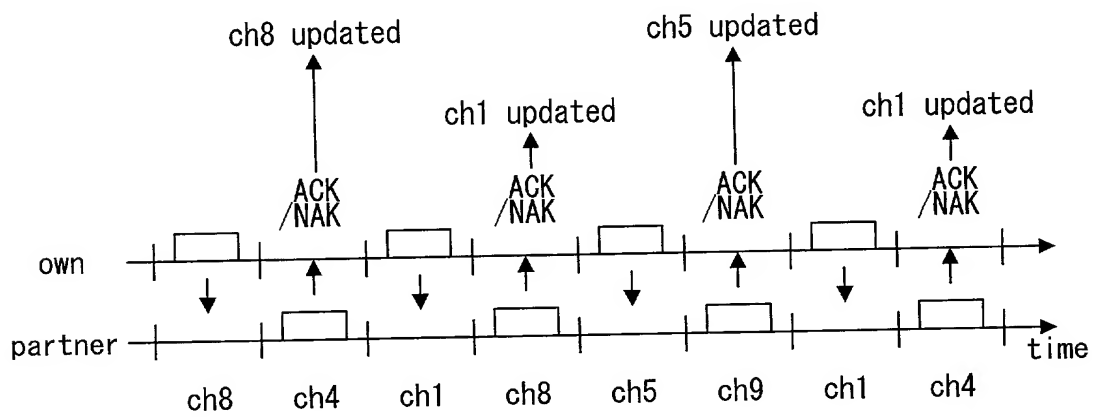 ch8 updated
ch5 updated
ch1 updated
ch1 updated
ACK
/NAK
ACK
/NAK
ACK
/NAK
ACK
/NAK
own
partner
time
ch8 ch4 ch1 ch8 ch5 ch9 ch1 ch4